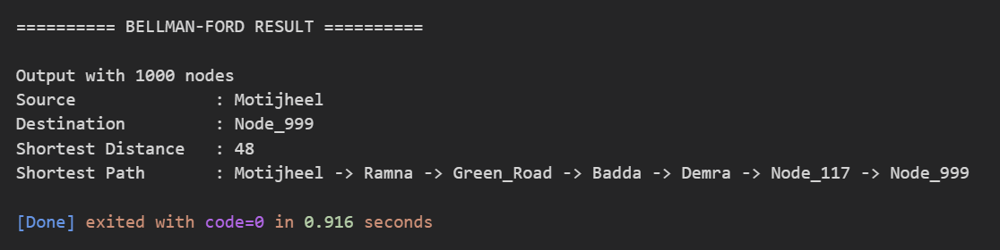 ========== BELLMAN-FORD RESULT ==========
Output with 1000 nodes
Source : Motijheel
Destination : Node_999
Shortest Distance : 48
Shortest Path : Motijheel -> Ramna -> Green_Road -> Badda -> Demra -> Node_117 -> Node_999
[Done] exited with code=0 in 0.916 seconds